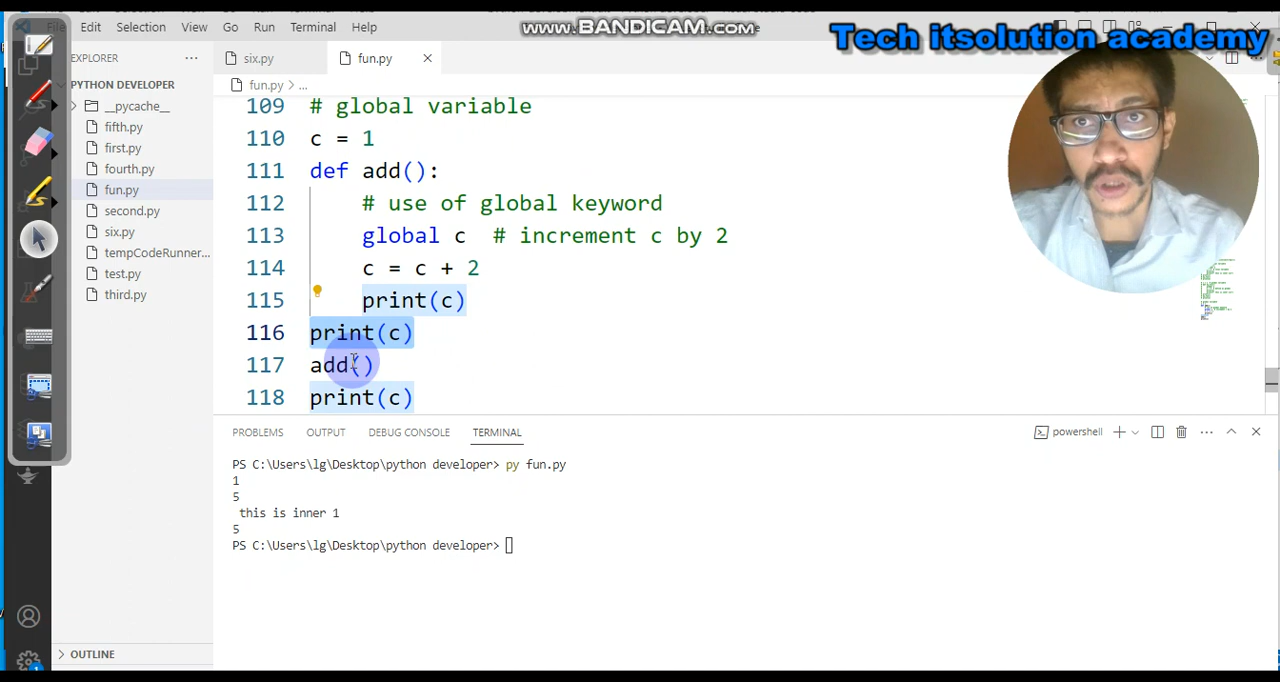 File Edit Selection View Go Run Terminal Help
www.BANDICAM.com
Tech itsolution academy
EXPLORER
six.py
fun.py
PYTHON DEVELOPER
fun.py > ...
__pycache__
fifth.py
first.py
fourth.py
fun.py
second.py
six.py
tempCodeRunner...
test.py
third.py
OUTLINE
109 # global variable
110 c = 1
111 def add():
112 # use of global keyword
113 global c # increment c by 2
114 c = c + 2
115 print(c)
116 print(c)
117 add()
118 print(c)
PROBLEMS OUTPUT DEBUG CONSOLE TERMINAL
powershell
PS C:\Users\lg\Desktop\python developer> py fun.py
1
5
this is inner 1
5
PS C:\Users\lg\Desktop\python developer>